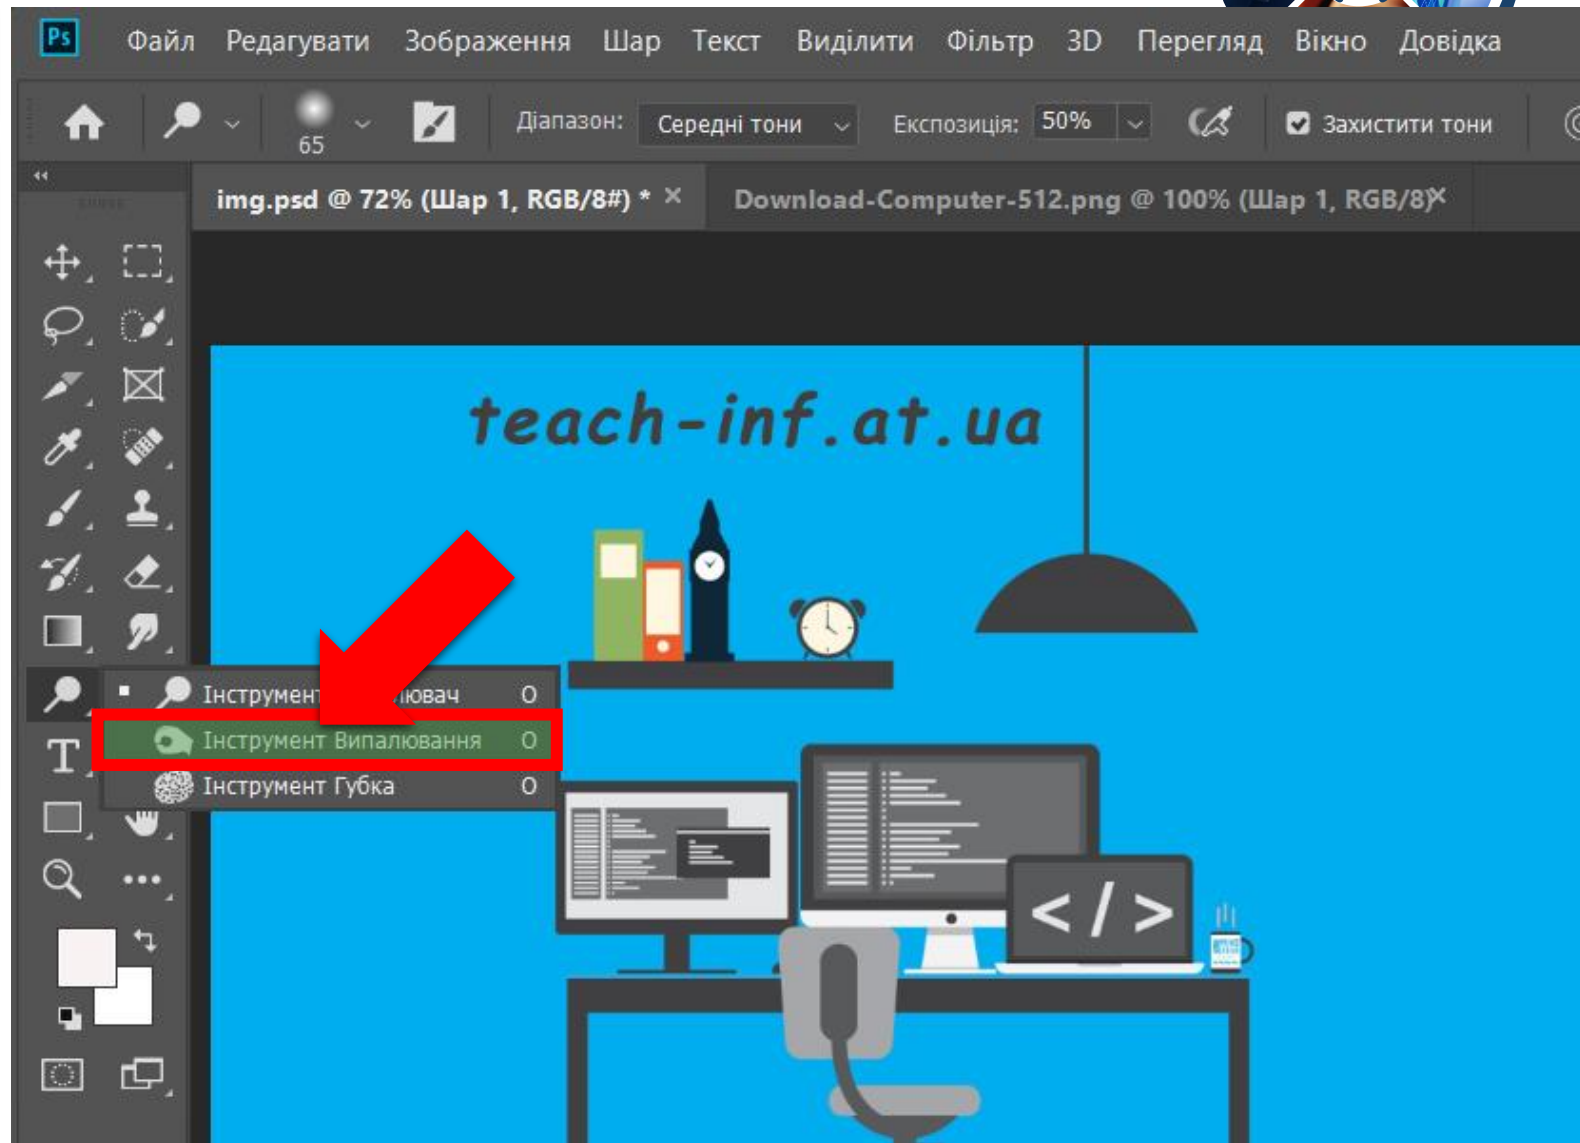 Ps Файл Редагувати Зображення Шар Текст Виділити Фільтр 3D Перегляд Вікно Довідка
65 Діапазон: Середні тони Експозиція: 50% Захистити тони
img.psd @ 72% (Шар 1, RGB/8#) * × Download-Computer-512.png @ 100% (Шар 1, RGB/8) ×
teach-inf.at.ua
O
Інструмент Випалювання O
Інструмент Губка O
</>